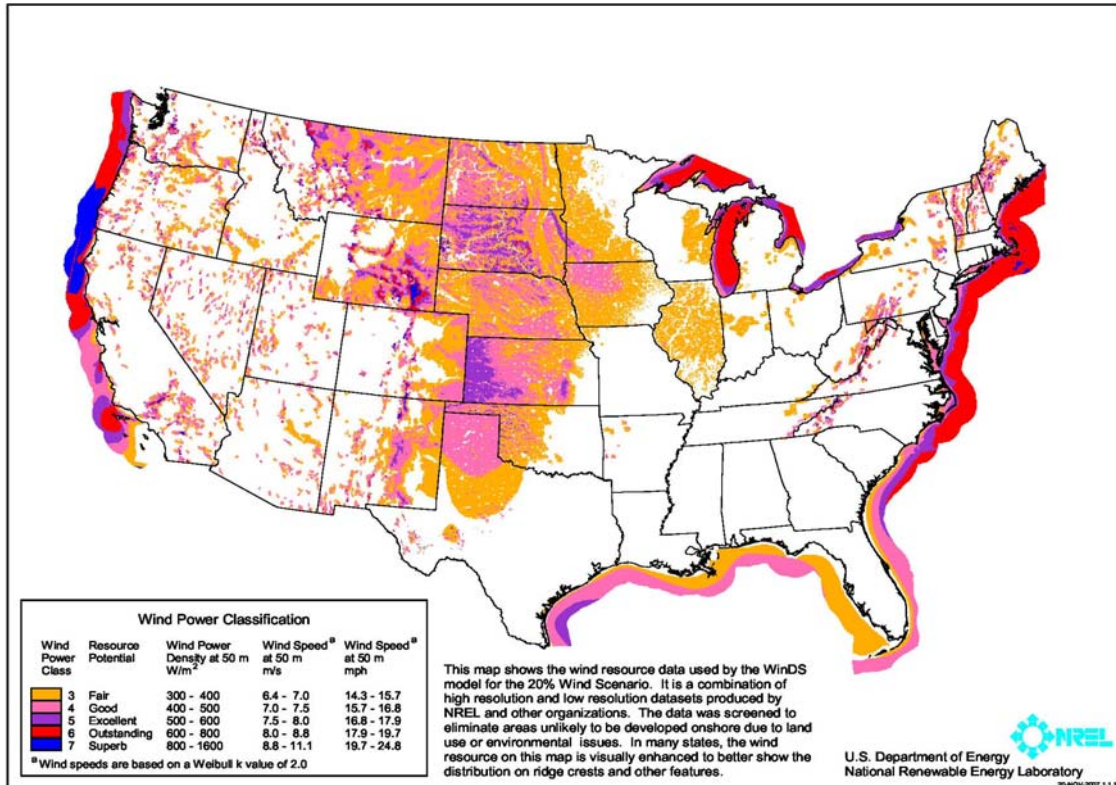 Wind Power Classification
Wind Power Class
Resource Potential
Wind Power Density at 50 m W/m2
Wind Speed a at 50 m m/s
Wind Speed a at 50 m mph
3 Fair 300 - 400 6.4 - 7.0 14.3 - 15.7
4 Good 400 - 500 7.0 - 7.5 15.7 - 16.8
5 Excellent 500 - 600 7.5 - 8.0 16.8 - 17.9
6 Outstanding 600 - 800 8.0 - 8.8 17.9 - 19.7
7 Superb 800 - 1600 8.8 - 11.1 19.7 - 24.8
a Wind speeds are based on a Weibull k value of 2.0
This map shows the wind resource data used by the WinDS
model for the 20% Wind Scenario. It is a combination of
high resolution and low resolution datasets produced by
NREL and other organizations. The data was screened to
eliminate areas unlikely to be developed onshore due to land
use or environmental issues. In many states, the wind
resource on this map is visually enhanced to better show the
distribution on ridge crests and other features.
NREL
U.S. Department of Energy
National Renewable Energy Laboratory